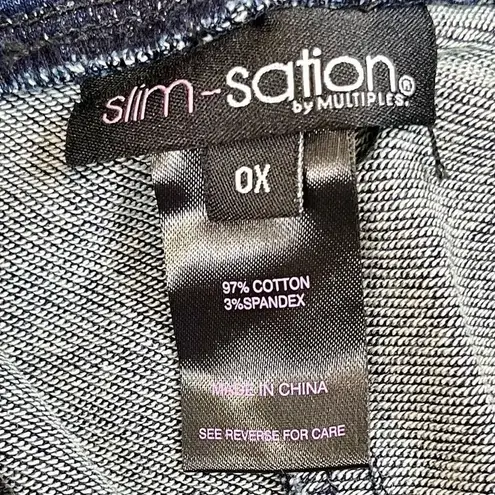 slim-sation®
by MULTIPLES.
0X
97% COTTON
3%SPANDEX
MADE IN CHINA
SEE REVERSE FOR CARE